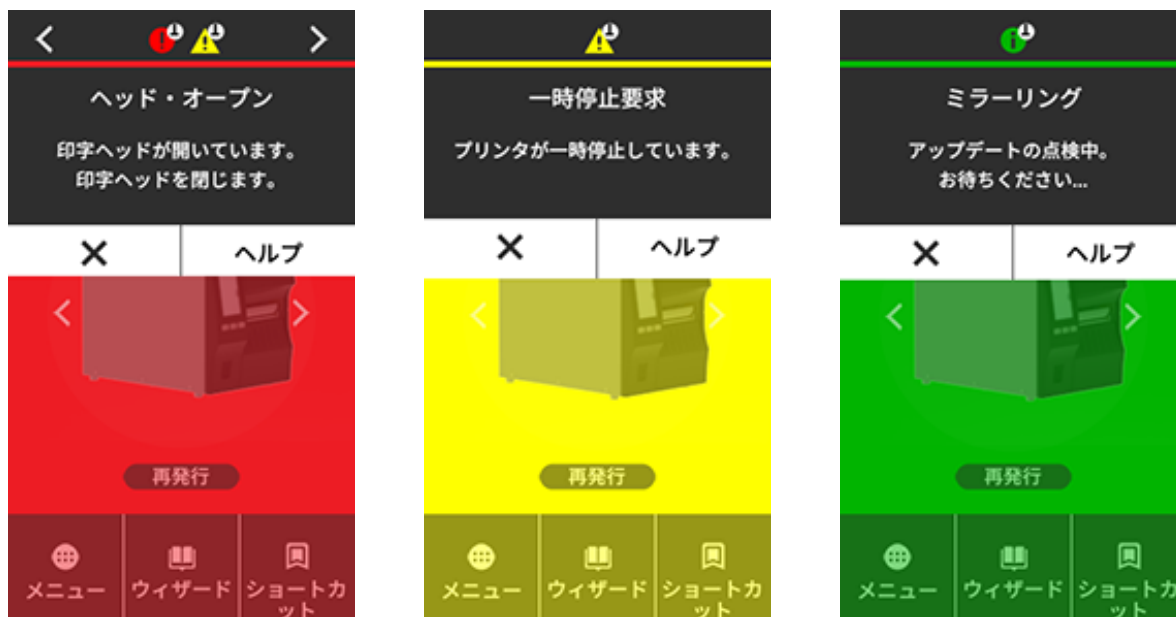 ヘッド・オープン
印字ヘッドが開いています。
印字ヘッドを閉じます。
ヘルプ
再発行
メニュー
ウィザード
ショートカ
ット
一時停止要求
プリンタが一時停止しています。
ヘルプ
再発行
メニュー
ウィザード
ショートカ
ット
ミラーリング
アップデートの点検中。
お待ちください...
ヘルプ
再発行
メニュー
ウィザード
ショートカ
ット